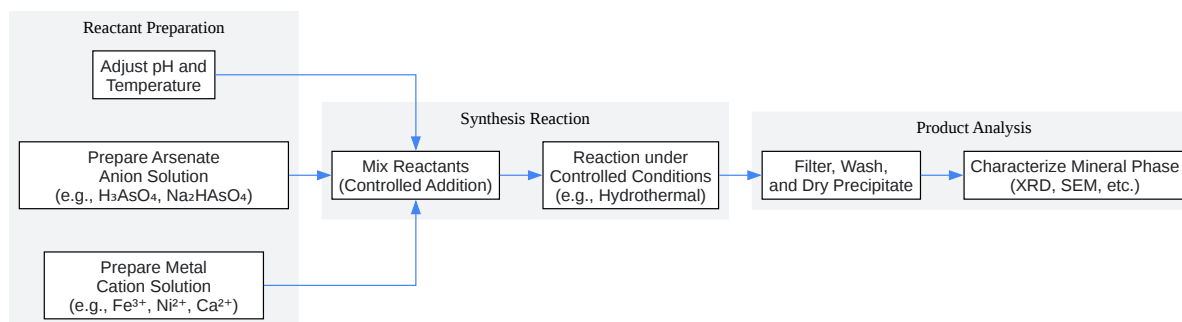 Reactant Preparation
Adjust pH and
Temperature
Prepare Arsenate
Anion Solution
(e.g., H₃AsO₄, Na₂HAsO₄)
Prepare Metal
Cation Solution
(e.g., Fe³⁺, Ni²⁺, Ca²⁺)
Synthesis Reaction
Mix Reactants
(Controlled Addition)
Reaction under
Controlled Conditions
(e.g., Hydrothermal)
Product Analysis
Filter, Wash,
and Dry Precipitate
Characterize Mineral Phase
(XRD, SEM, etc.)